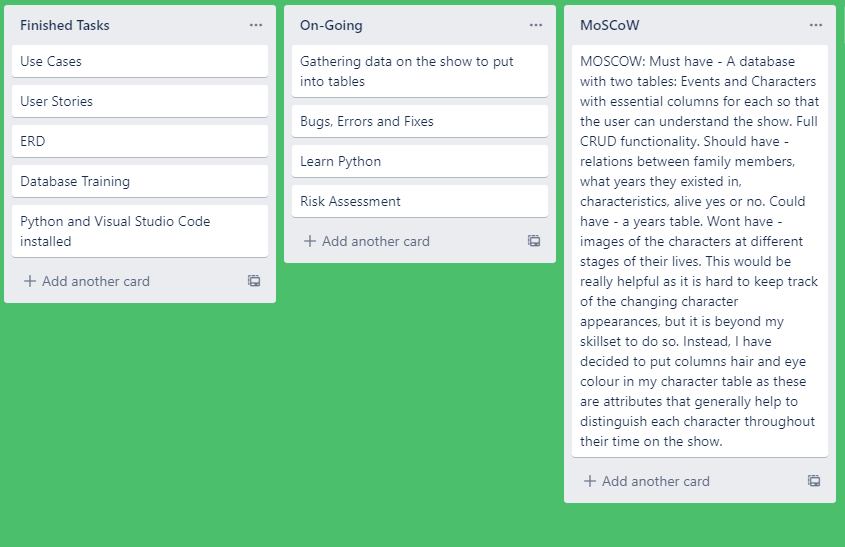 Finished Tasks
Use Cases
User Stories
ERD
Database Training
Python and Visual Studio Code
installed
Add another card
On-Going
Gathering data on the show to put
into tables
Bugs, Errors and Fixes
Learn Python
Risk Assessment
Add another card
MoSCoW
MOSCOW: Must have - A database
with two tables: Events and Characters
with essential columns for each so that
the user can understand the show. Full
CRUD functionality. Should have -
relations between family members,
what years they existed in,
characteristics, alive yes or no. Could
have - a years table. Wont have -
images of the characters at different
stages of their lives. This would be
really helpful as it is hard to keep track
of the changing character
appearances, but it is beyond my
skillset to do so. Instead, I have
decided to put columns hair and eye
colour in my character table as these
are attributes that generally help to
distinguish each character throughout
their time on the show.
Add another card